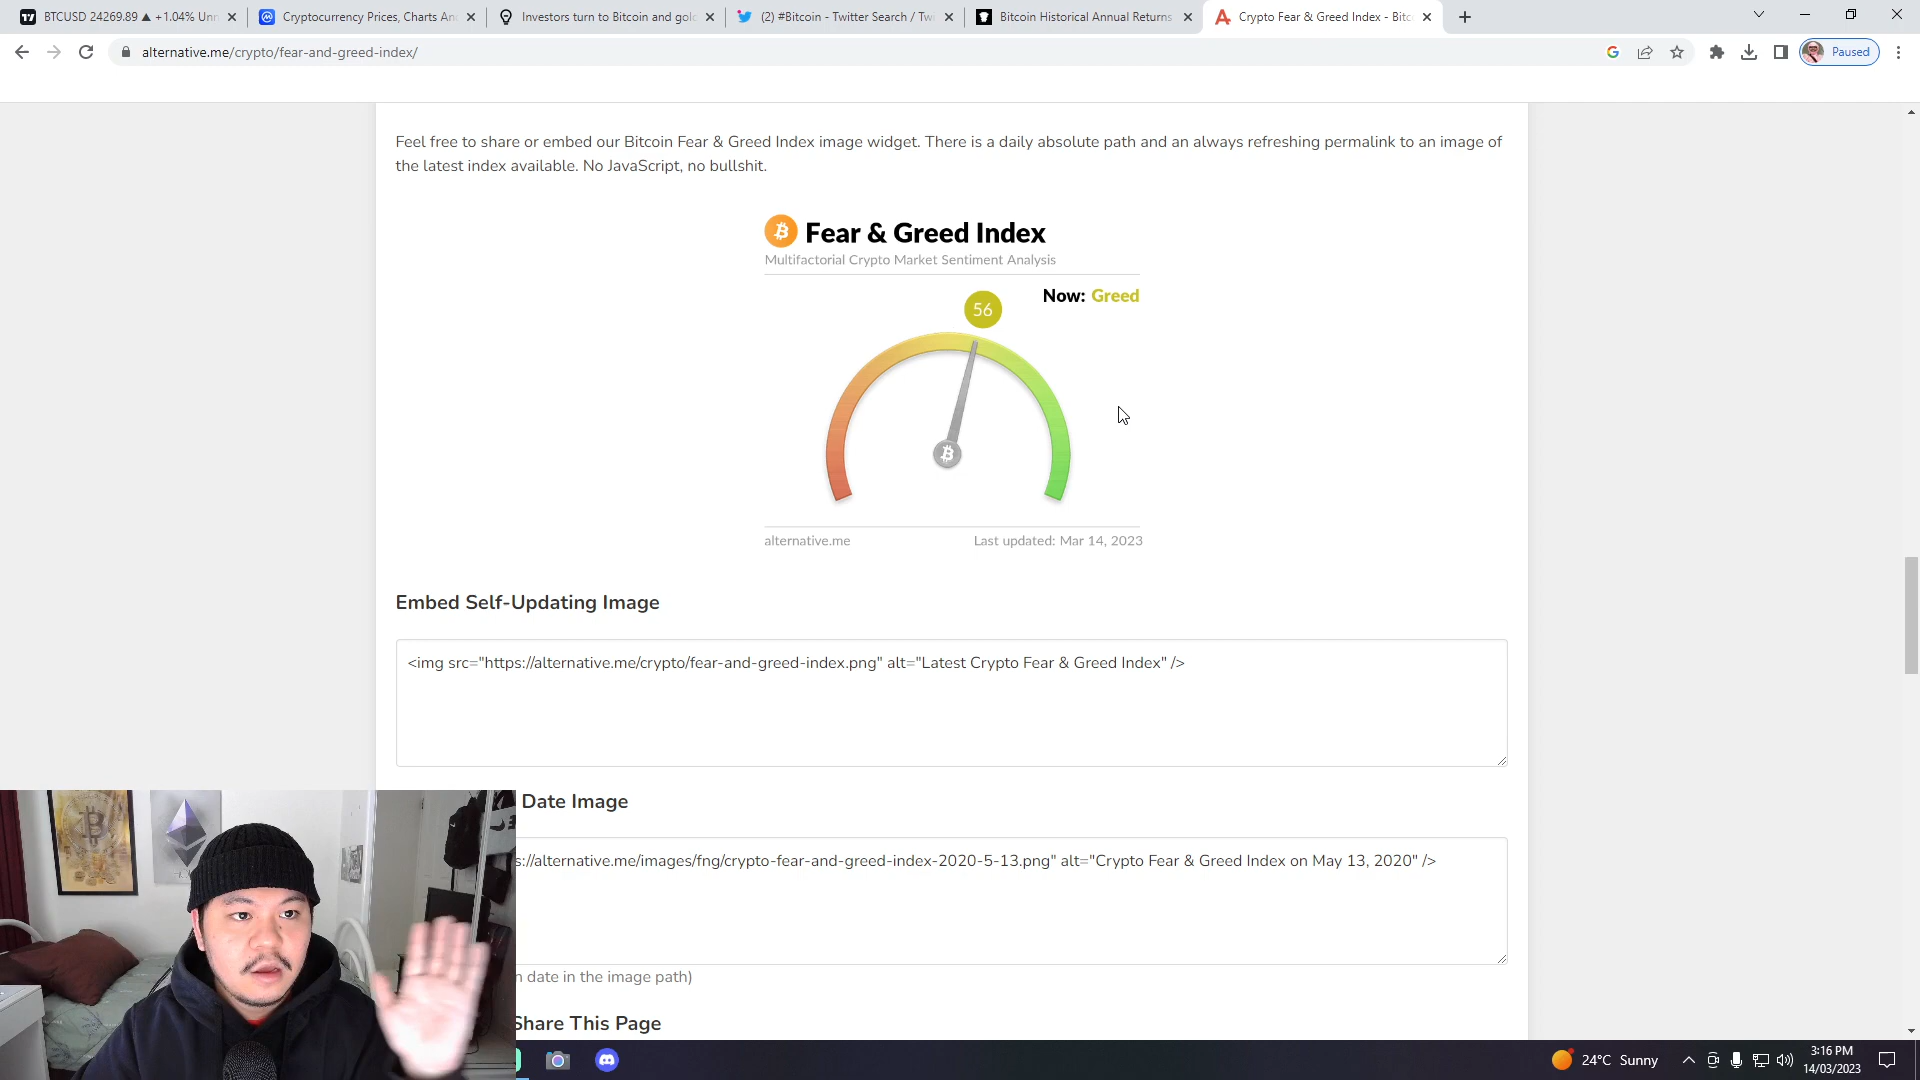 BTCUSD 24269.89 ▲ +1.04% Unn
Cryptocurrency Prices, Charts An
Investors turn to Bitcoin and gold
(2) #Bitcoin - Twitter Search / Twi
Bitcoin Historical Annual Returns
Crypto Fear & Greed Index - Bitc
alternative.me/crypto/fear-and-greed-index/
Paused
Feel free to share or embed our Bitcoin Fear & Greed Index image widget. There is a daily absolute path and an always refreshing permalink to an image of
the latest index available. No JavaScript, no bullshit.
Fear & Greed Index
Multifactorial Crypto Market Sentiment Analysis
Now: Greed
56
alternative.me
Last updated: Mar 14, 2023
Embed Self-Updating Image
<img src="https://alternative.me/crypto/fear-and-greed-index.png" alt="Latest Crypto Fear & Greed Index" />
Date Image
s://alternative.me/images/fng/crypto-fear-and-greed-index-2020-5-13.png" alt="Crypto Fear & Greed Index on May 13, 2020" />
n date in the image path)
Share This Page
24°C Sunny
3:16 PM
14/03/2023